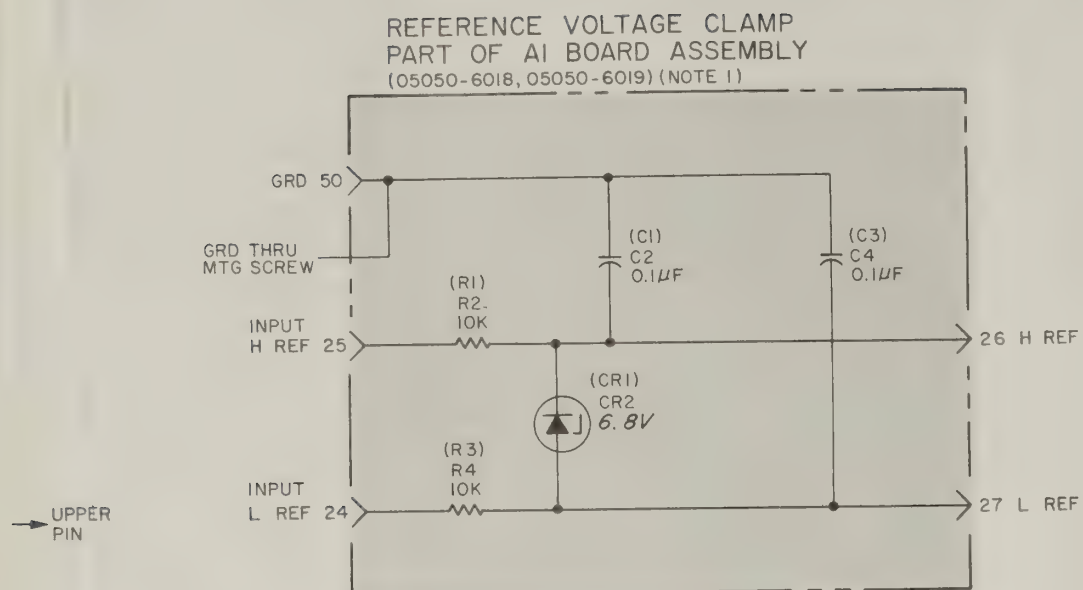 REFERENCE VOLTAGE CLAMP
PART OF A1 BOARD ASSEMBLY
(05050-6018, 05050-6019) (NOTE 1)
GRD 50
GRD THRU
MTG SCREW
(C1)
C2
0.1µF
(C3)
C4
0.1µF
(R1)
R2
10K
INPUT
H REF 25
26 H REF
(CR1)
CR2
6.8V
(R3)
R4
10K
INPUT
L REF 24
27 L REF
UPPER
PIN